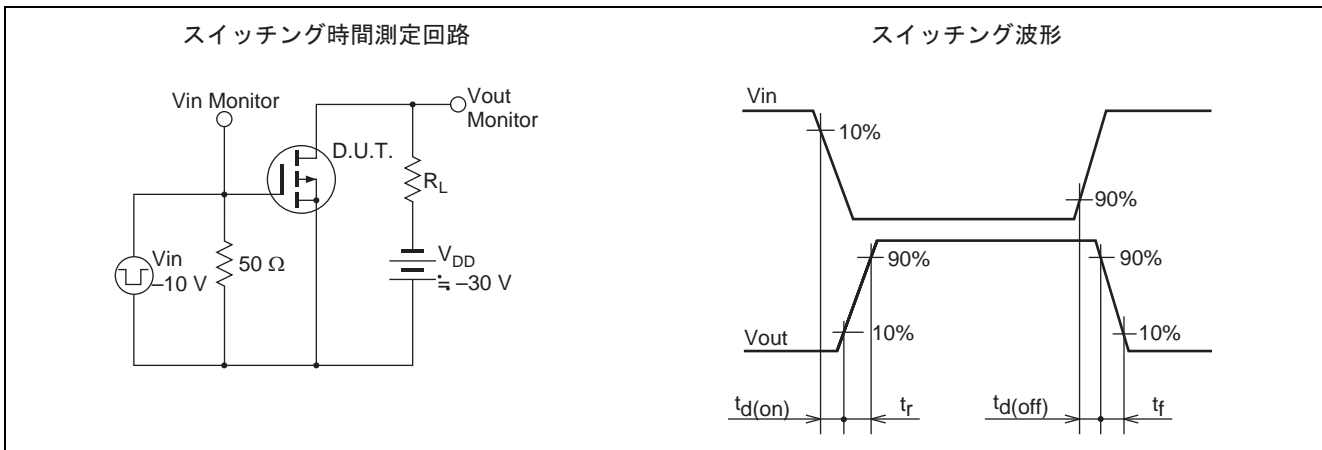 スイッチング時間測定回路
Vin Monitor
Vout
Monitor
D.U.T.
RL
Vin
–10 V
50 Ω
VDD
≒ –30 V
スイッチング波形
Vin
10%
90%
90%
90%
10%
10%
Vout
td(on)
tr
td(off)
tf